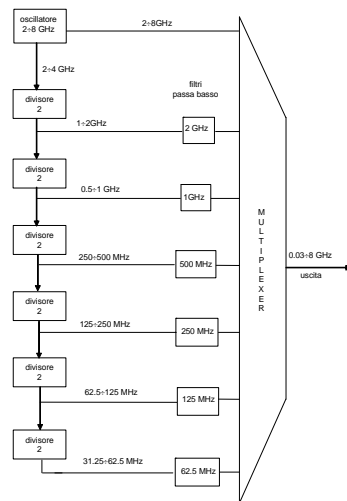 oscillatore
2÷8 GHz
2÷8GHz
2÷4 GHz
filtri
passa basso
divisore
2
1÷2GHz
2 GHz
divisore
2
0.5÷1 GHz
1GHz
divisore
2
250÷500 MHz
500 MHz
MULTIPLEXER
0.03÷8 GHz
uscita
divisore
2
125÷250 MHz
250 MHz
divisore
2
62.5÷125 MHz
125 MHz
divisore
2
31.25÷62.5 MHz
62.5 MHz